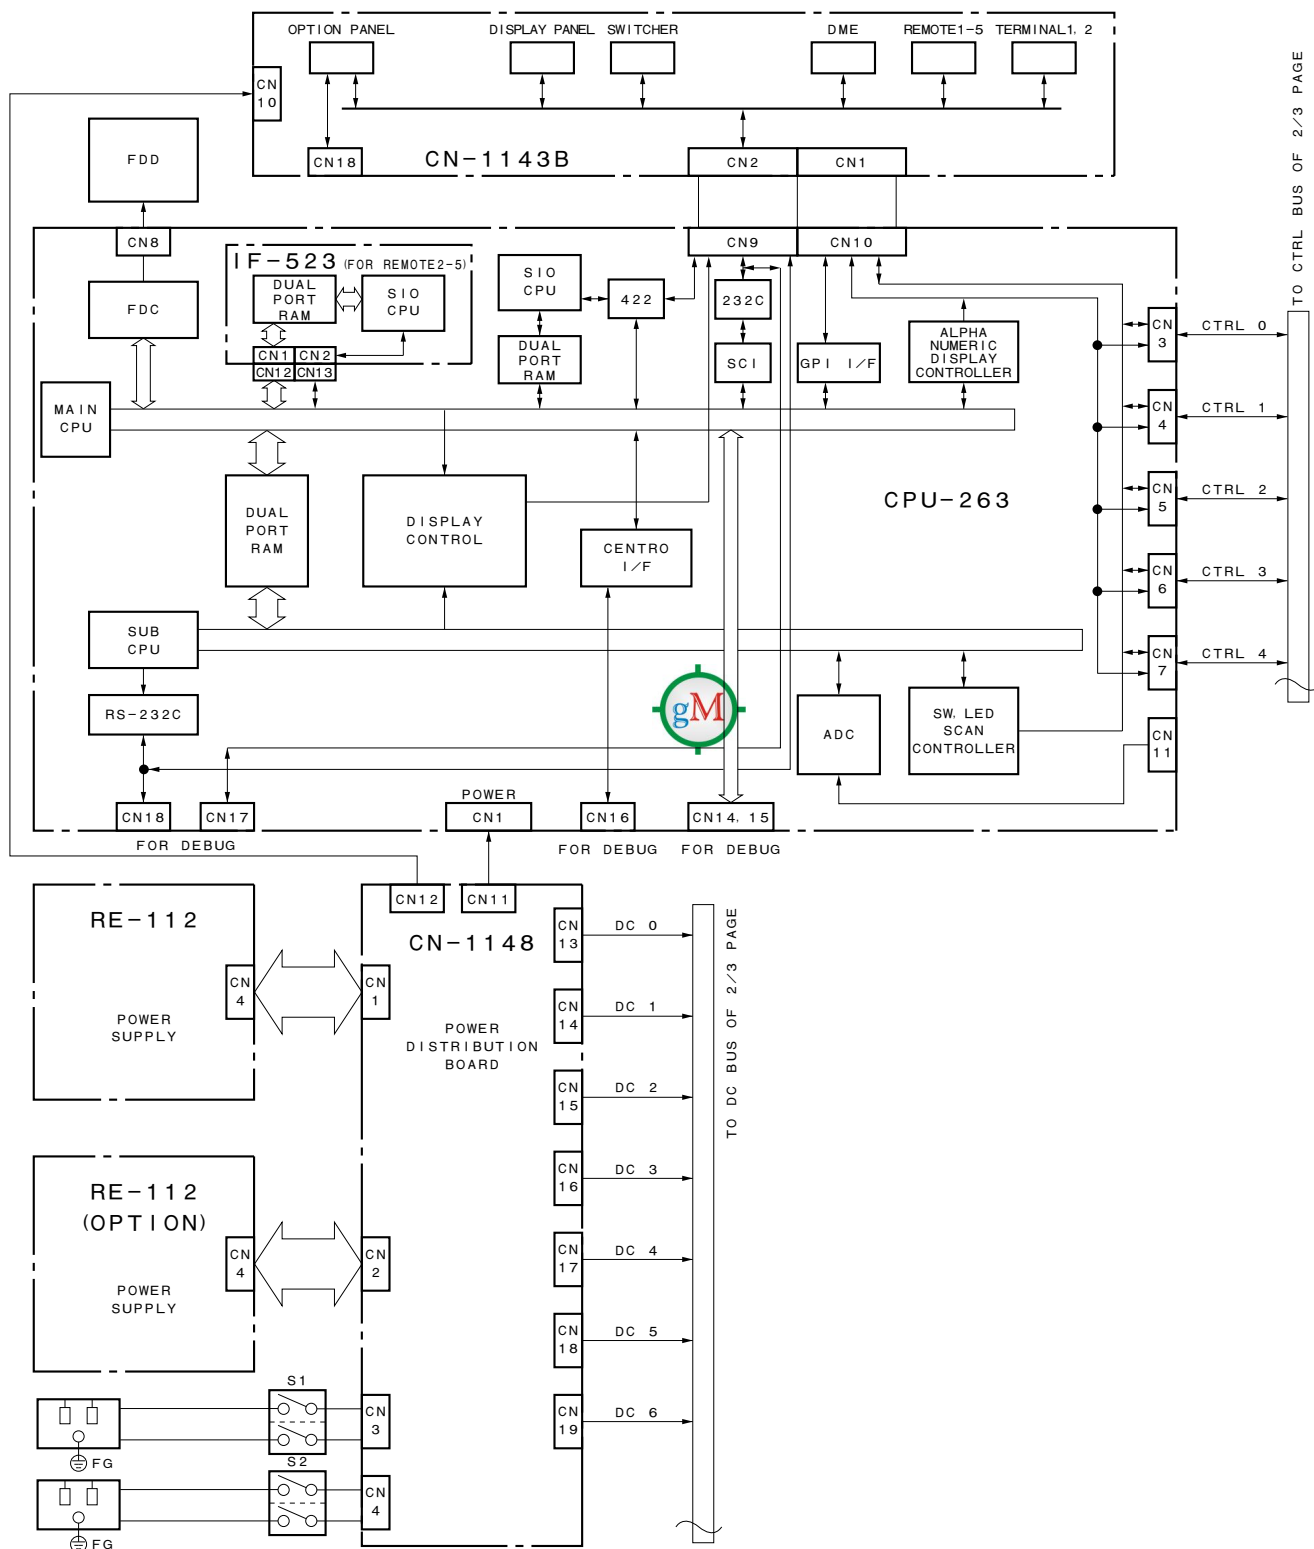 OPTION PANEL
DISPLAY PANEL
SWITCHER
DME
REMOTE1-5
TERMINAL1, 2
CN
10
CN18
CN-1143B
CN2
CN1
TO CTRL BUS OF 2/3 PAGE
FDD
CN8
FDC
IF-523 (FOR REMOTE2-5)
DUAL
PORT
RAM
SIO
CPU
CN1
CN2
CN12
CN13
SIO
CPU
422
DUAL
PORT
RAM
CN9
CN10
232C
SCI
GPI I/F
ALPHA
NUMERIC
DISPLAY
CONTROLLER
CN
3
CTRL 0
CN
4
CTRL 1
CN
5
CTRL 2
CN
6
CTRL 3
CN
7
CTRL 4
CN
11
MAIN
CPU
DUAL
PORT
RAM
DISPLAY
CONTROL
CENTRO
I/F
CPU-263
SUB
CPU
RS-232C
gM
ADC
SW, LED
SCAN
CONTROLLER
CN18
CN17
FOR DEBUG
POWER
CN1
CN16
FOR DEBUG
CN14, 15
FOR DEBUG
RE-112
CN
4
POWER
SUPPLY
RE-112
(OPTION)
CN
4
POWER
SUPPLY
CN12
CN11
CN-1148
CN
1
POWER
DISTRIBUTION
BOARD
CN
2
CN
13
DC 0
CN
14
DC 1
CN
15
DC 2
CN
16
DC 3
CN
17
DC 4
CN
18
DC 5
CN
19
DC 6
TO DC BUS OF 2/3 PAGE
S1
CN
3
FG
S2
CN
4
FG